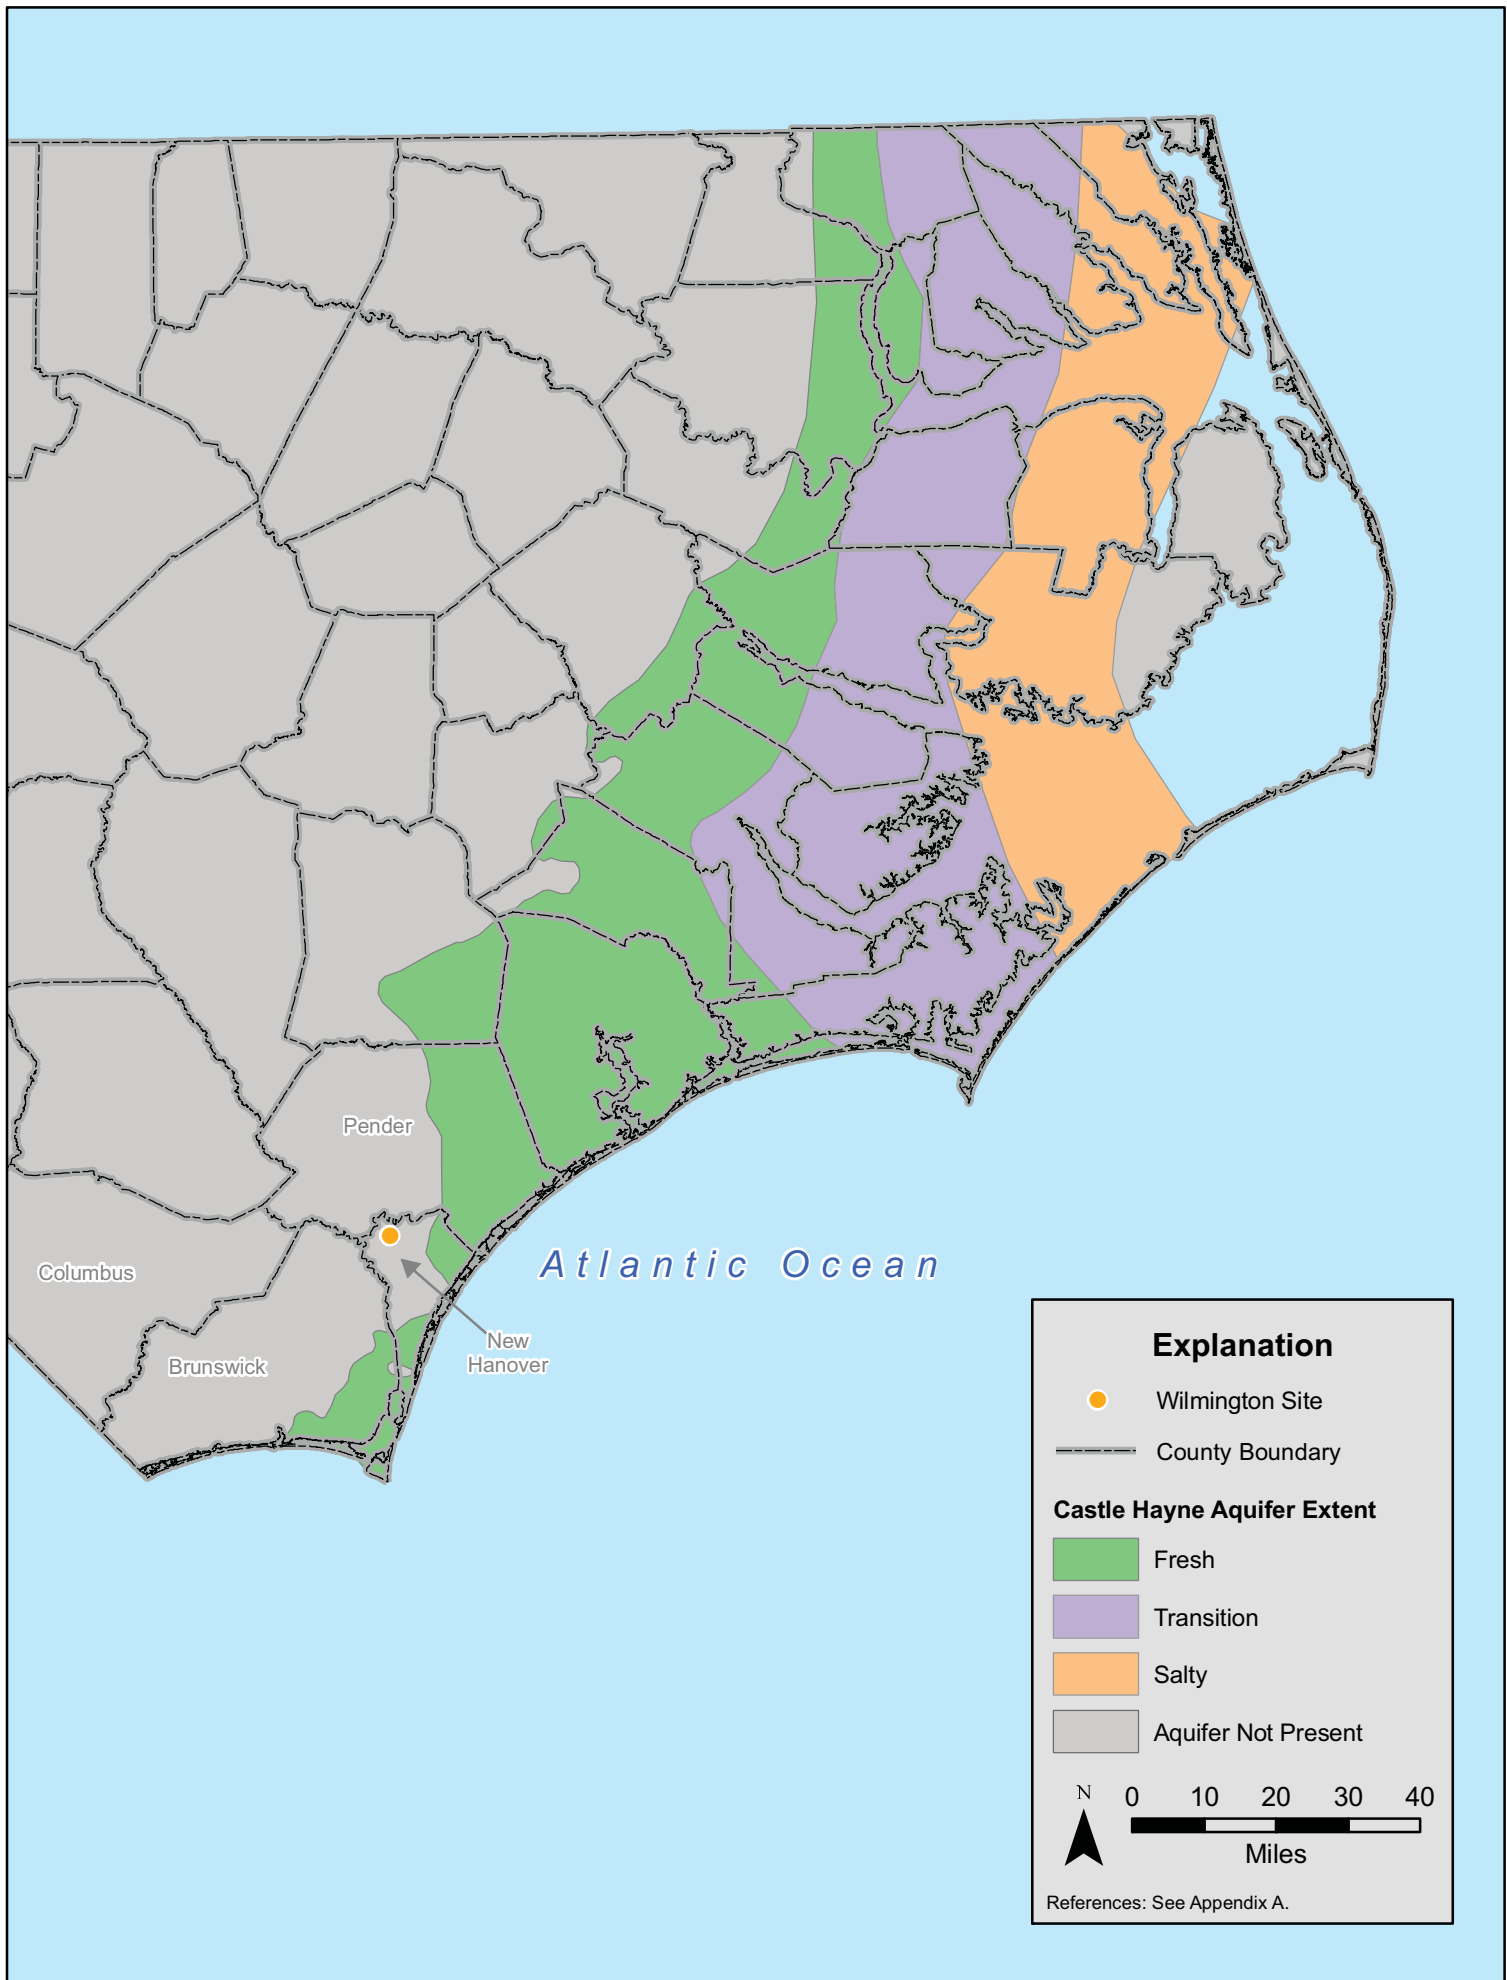 Pender
Columbus
Atlantic Ocean
New
Hanover
Brunswick
Explanation
Wilmington Site
County Boundary
Castle Hayne Aquifer Extent
Fresh
Transition
Salty
Aquifer Not Present
N
0 10 20 30 40
Miles
References: See Appendix A.